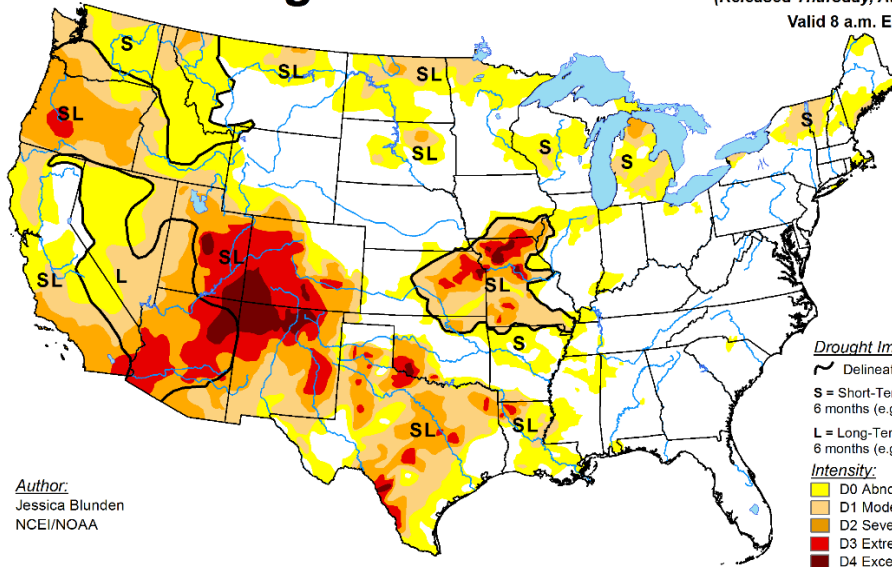 (Released Thursday, A
Valid 8 a.m. E
S
SL
SL
S
SL
SL
S
S
SL
SL
SL
L
S
SL
SL
Drought Im
Delineat
S = Short-Ter
6 months (e.g
L = Long-Ter
6 months (e.g
Intensity:
D0 Abno
D1 Mode
D2 Seve
D3 Extre
D4 Exce
Author:
Jessica Blunden
NCEI/NOAA